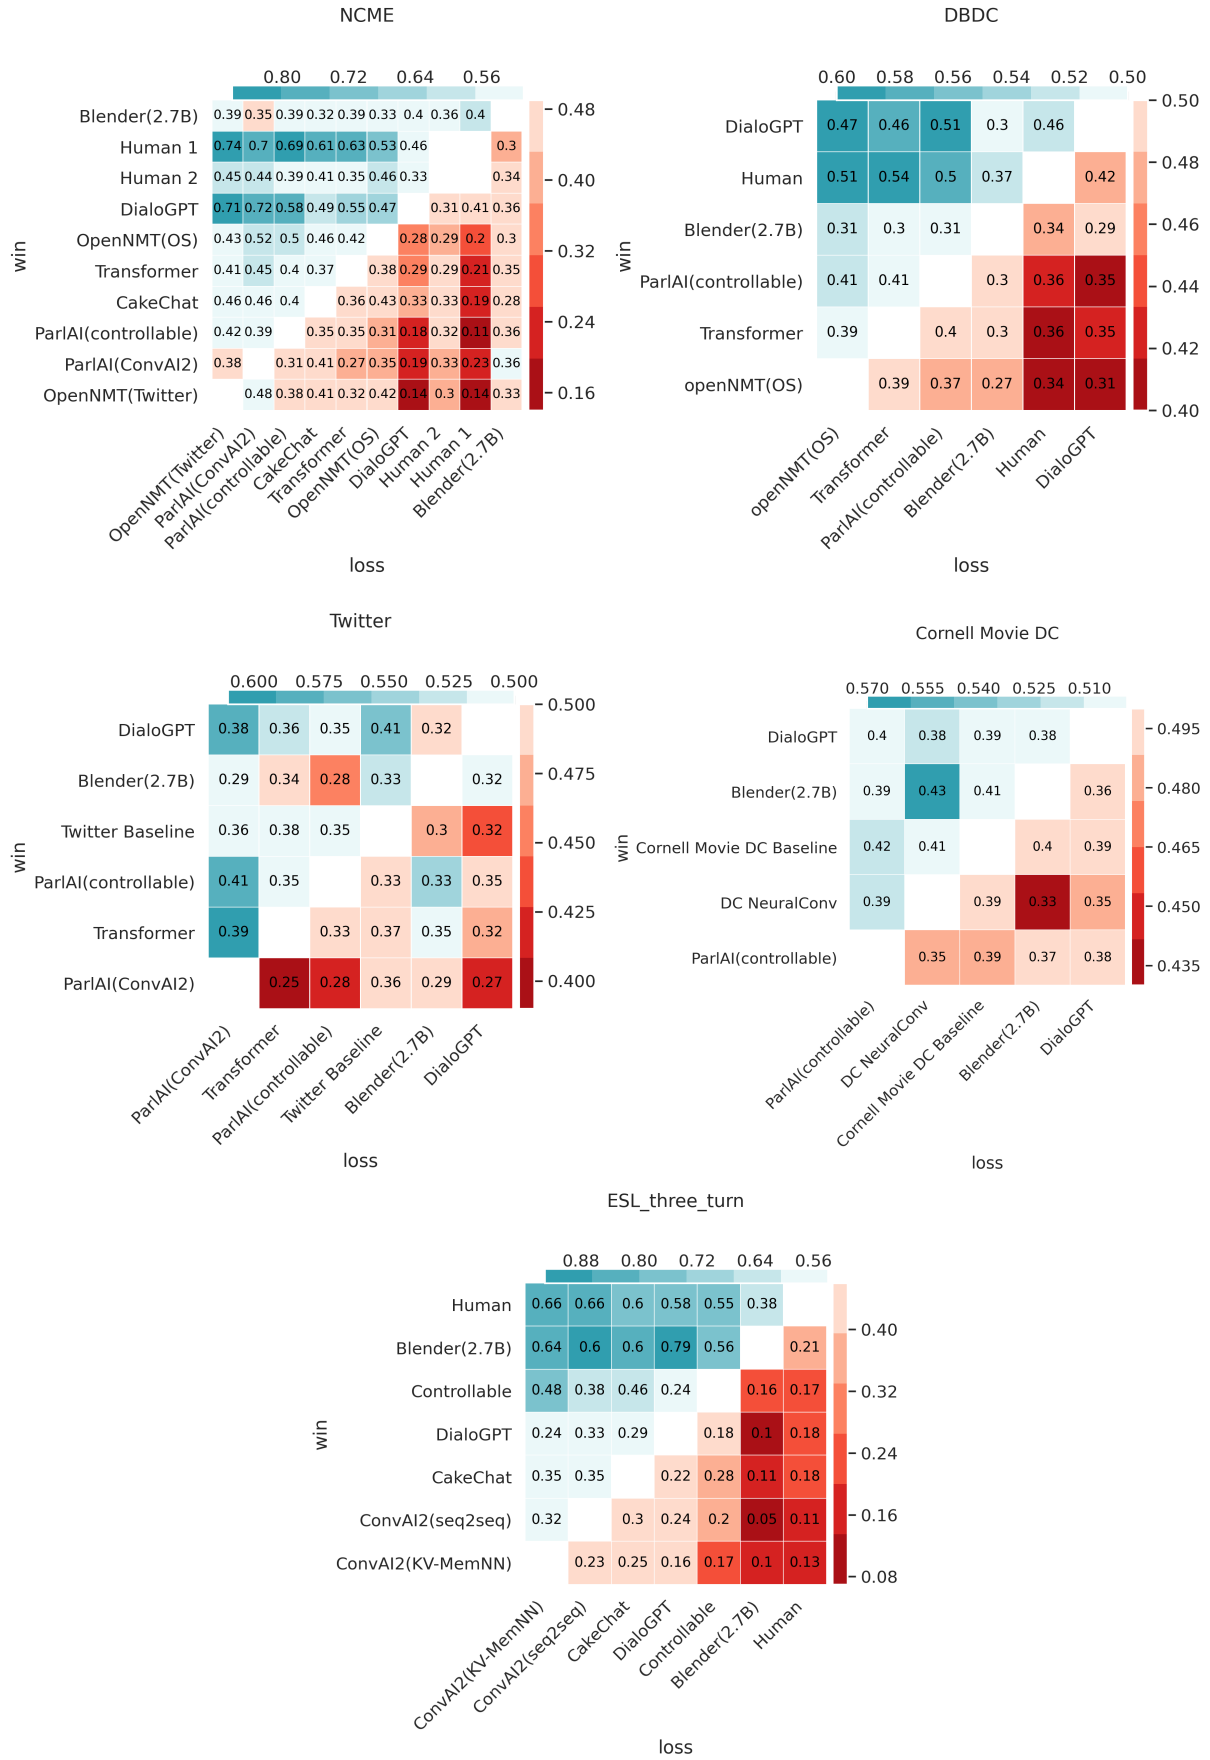 NCME
0.80 0.72 0.64 0.56
Blender(2.7B) 0.39 0.35 0.39 0.32 0.39 0.33 0.4 0.36 0.4
Human 1 0.74 0.7 0.69 0.61 0.63 0.53 0.46 0.3
Human 2 0.45 0.44 0.39 0.41 0.35 0.46 0.33 0.34
DialoGPT 0.71 0.72 0.58 0.49 0.55 0.47 0.31 0.41 0.36
OpenNMT(OS) 0.43 0.52 0.5 0.46 0.42 0.28 0.29 0.2 0.3
Transformer 0.41 0.45 0.4 0.37 0.38 0.29 0.29 0.21 0.35
CakeChat 0.46 0.46 0.4 0.36 0.43 0.33 0.33 0.19 0.28
ParlAI(controllable) 0.42 0.39 0.35 0.35 0.31 0.18 0.32 0.11 0.36
ParlAI(ConvAI2) 0.38 0.31 0.41 0.27 0.35 0.19 0.33 0.23 0.36
OpenNMT(Twitter) 0.48 0.38 0.41 0.32 0.42 0.14 0.3 0.14 0.33
win
0.48
0.40
0.32
0.24
0.16
OpenNMT(Twitter)
ParlAI(ConvAI2)
ParlAI(controllable)
CakeChat
Transformer
OpenNMT(OS)
DialoGPT
Human 2
Human 1
Blender(2.7B)
loss
DBDC
0.60 0.58 0.56 0.54 0.52 0.50
DialoGPT 0.47 0.46 0.51 0.3 0.46
Human 0.51 0.54 0.5 0.37 0.42
Blender(2.7B) 0.31 0.3 0.31 0.34 0.29
ParlAI(controllable) 0.41 0.41 0.3 0.36 0.35
Transformer 0.39 0.4 0.3 0.36 0.35
openNMT(OS) 0.39 0.37 0.27 0.34 0.31
win
0.50
0.48
0.46
0.44
0.42
0.40
openNMT(OS)
Transformer
ParlAI(controllable)
Blender(2.7B)
Human
DialoGPT
loss
Twitter
0.600 0.575 0.550 0.525 0.500
DialoGPT 0.38 0.36 0.35 0.41 0.32
Blender(2.7B) 0.29 0.34 0.28 0.33 0.32
Twitter Baseline 0.36 0.38 0.35 0.3 0.32
ParlAI(controllable) 0.41 0.35 0.33 0.33 0.35
Transformer 0.39 0.33 0.37 0.35 0.32
ParlAI(ConvAI2) 0.25 0.28 0.36 0.29 0.27
win
0.500
0.475
0.450
0.425
0.400
ParlAI(ConvAI2)
Transformer
ParlAI(controllable)
Twitter Baseline
Blender(2.7B)
DialoGPT
loss
Cornell Movie DC
0.570 0.555 0.540 0.525 0.510
DialoGPT 0.4 0.38 0.39 0.38
Blender(2.7B) 0.39 0.43 0.41 0.36
Cornell Movie DC Baseline 0.42 0.41 0.4 0.39
DC NeuralConv 0.39 0.39 0.33 0.35
ParlAI(controllable) 0.35 0.39 0.37 0.38
win
0.495
0.480
0.465
0.450
0.435
ParlAI(controllable)
DC NeuralConv
Cornell Movie DC Baseline
Blender(2.7B)
DialoGPT
loss
ESL_three_turn
0.88 0.80 0.72 0.64 0.56
Human 0.66 0.66 0.6 0.58 0.55 0.38
Blender(2.7B) 0.64 0.6 0.6 0.79 0.56 0.21
Controllable 0.48 0.38 0.46 0.24 0.16 0.17
DialoGPT 0.24 0.33 0.29 0.18 0.1 0.18
CakeChat 0.35 0.35 0.22 0.28 0.11 0.18
ConvAI2(seq2seq) 0.32 0.3 0.24 0.2 0.05 0.11
ConvAI2(KV-MemNN) 0.23 0.25 0.16 0.17 0.1 0.13
win
0.40
0.32
0.24
0.16
0.08
ConvAI2(KV-MemNN)
ConvAI2(seq2seq)
CakeChat
DialoGPT
Controllable
Blender(2.7B)
Human
loss